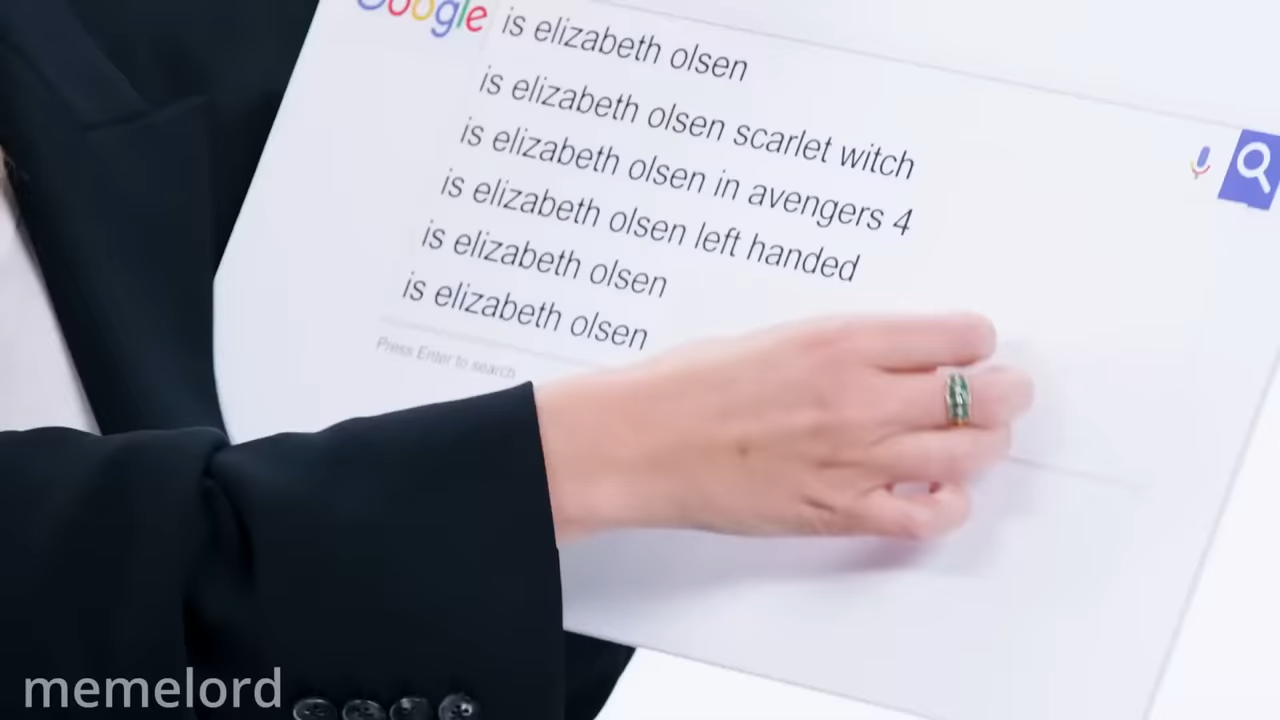 Google
is elizabeth olsen
is elizabeth olsen scarlet witch
is elizabeth olsen in avengers 4
is elizabeth olsen left handed
is elizabeth olsen
is elizabeth olsen
Press Enter to search
memelord